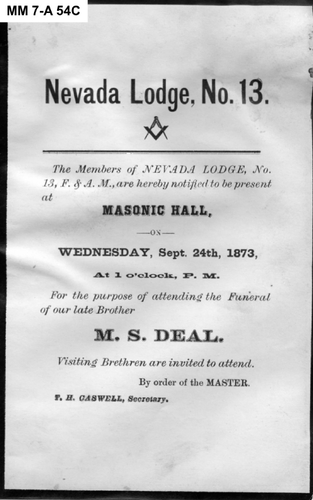 MM 7-A 54C
Nevada Lodge, No. 13.
The Members of NEVADA LODGE, No.
13, F. & A. M., are hereby notified to be present
at
MASONIC HALL,
—ON—
WEDNESDAY, Sept. 24th, 1873,
At 1 o'clock, P. M.
For the purpose of attending the Funeral
of our late Brother
M. S. DEAL.
Visiting Brethren are invited to attend.
By order of the MASTER.
T. H. CASWELL, Secretary.